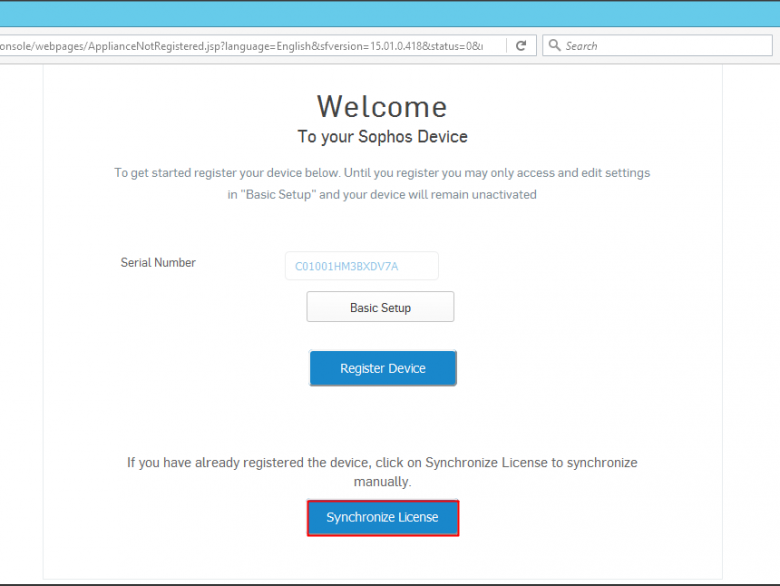 onsole/webpages/ApplianceNotRegistered.jsp?language=English&sfversion=15.01.0.418&status=0&u
Search
Welcome
To your Sophos Device
To get started register your device below. Until you register you may only access and edit settings
in "Basic Setup" and your device will remain unactivated
Serial Number
C01001HM3BXDV7A
Basic Setup
Register Device
If you have already registered the device, click on Synchronize License to synchronize
manually.
Synchronize License